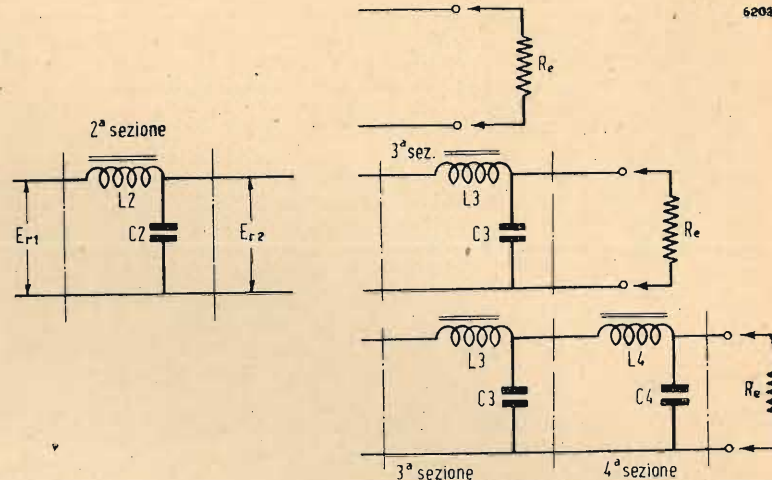 6203
Re
2ª sezione
L2
C2
Er1
Er2
3ª sez.
L3
C3
Re
L3
L4
C3
C4
Re
3ª sezione
4ª sezione